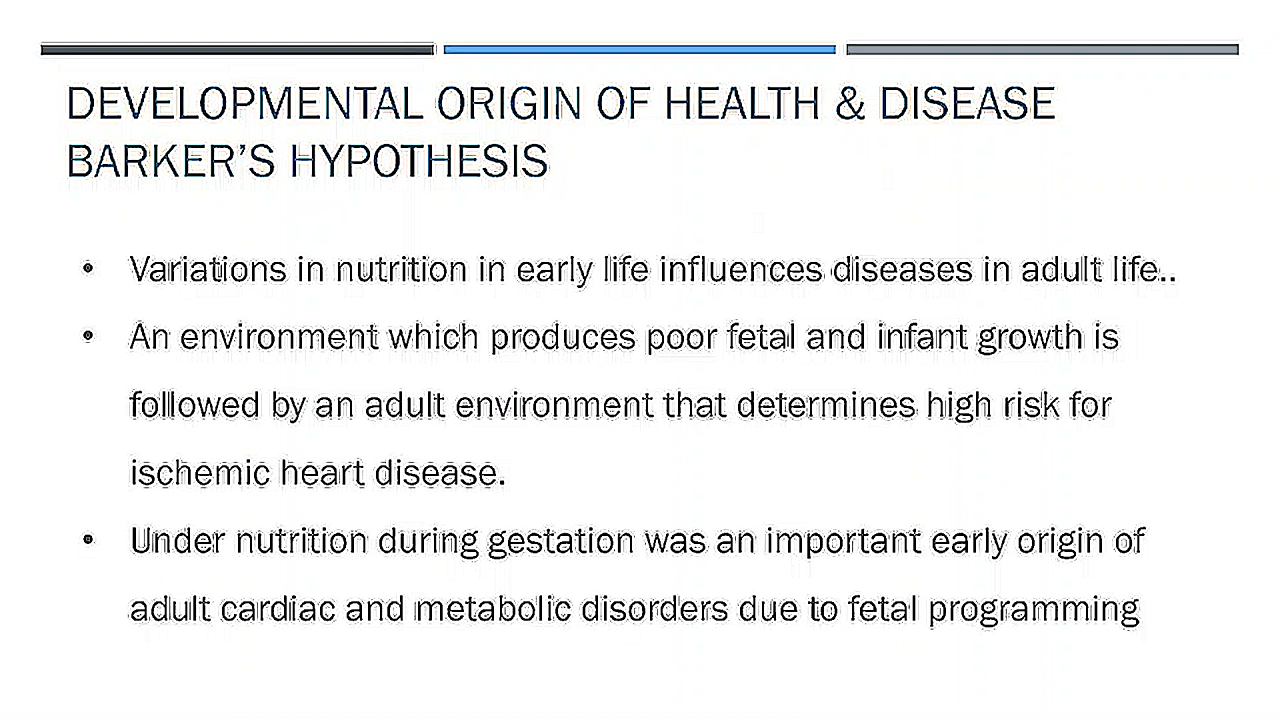 DEVELOPMENTAL ORIGIN OF HEALTH & DISEASE
BARKER’S HYPOTHESIS
• Variations in nutrition in early life influences diseases in adult life..
• An environment which produces poor fetal and infant growth is
followed by an adult environment that determines high risk for
ischemic heart disease.
• Under nutrition during gestation was an important early origin of
adult cardiac and metabolic disorders due to fetal programming